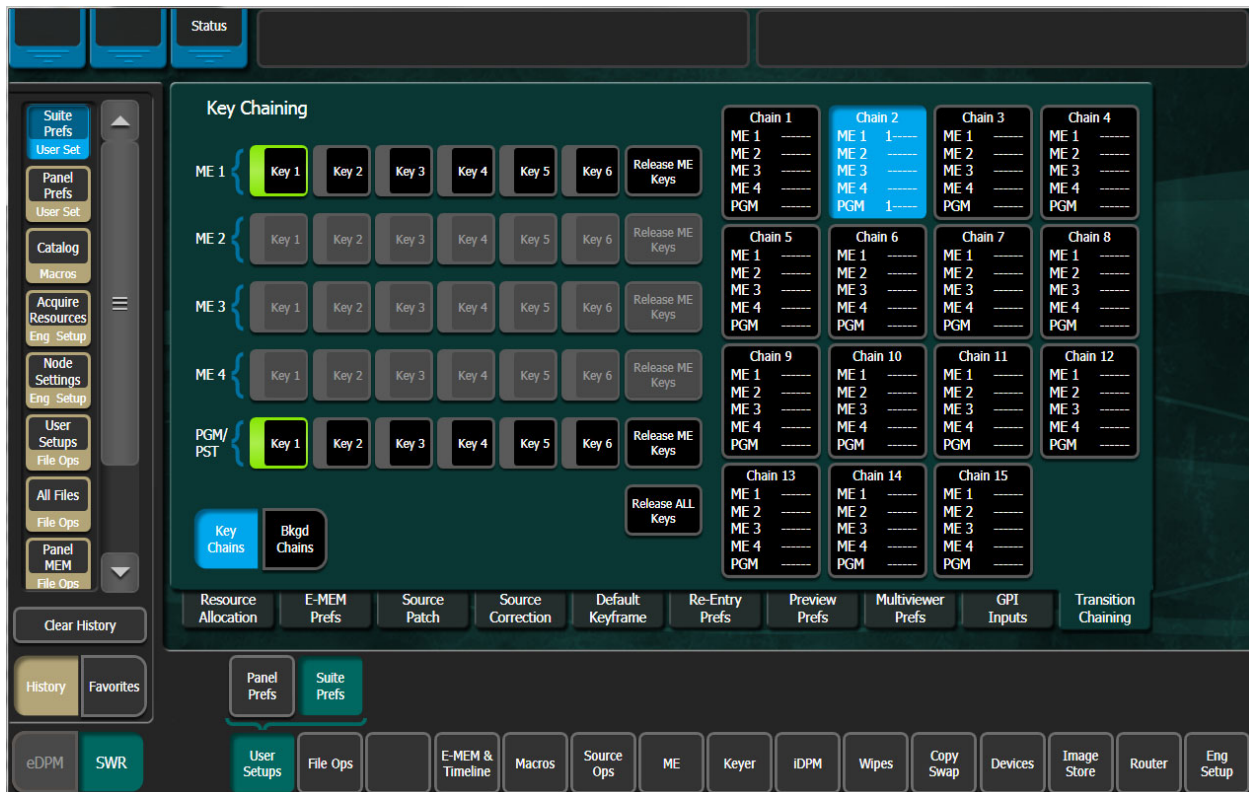 Status
Suite
Prefs
User Set
Panel
Prefs
User Set
Catalog
Macros
Acquire
Resources
Eng Setup
Node
Settings
Eng Setup
User
Setups
File Ops
All Files
File Ops
Panel
MEM
File Ops
Clear History
History Favorites
eDPM SWR
Key Chaining
ME 1 Key 1 Key 2 Key 3 Key 4 Key 5 Key 6 Release ME Keys
ME 2 Key 1 Key 2 Key 3 Key 4 Key 5 Key 6 Release ME Keys
ME 3 Key 1 Key 2 Key 3 Key 4 Key 5 Key 6 Release ME Keys
ME 4 Key 1 Key 2 Key 3 Key 4 Key 5 Key 6 Release ME Keys
PGM/PST Key 1 Key 2 Key 3 Key 4 Key 5 Key 6 Release ME Keys
Release ALL
Keys
Key
Chains
Bkgd
Chains
Chain 1
ME 1 ------
ME 2 ------
ME 3 ------
ME 4 ------
PGM ------
Chain 2
ME 1 1-----
ME 2 ------
ME 3 ------
ME 4 ------
PGM 1-----
Chain 3
ME 1 ------
ME 2 ------
ME 3 ------
ME 4 ------
PGM ------
Chain 4
ME 1 ------
ME 2 ------
ME 3 ------
ME 4 ------
PGM ------
Chain 5
ME 1 ------
ME 2 ------
ME 3 ------
ME 4 ------
PGM ------
Chain 6
ME 1 ------
ME 2 ------
ME 3 ------
ME 4 ------
PGM ------
Chain 7
ME 1 ------
ME 2 ------
ME 3 ------
ME 4 ------
PGM ------
Chain 8
ME 1 ------
ME 2 ------
ME 3 ------
ME 4 ------
PGM ------
Chain 9
ME 1 ------
ME 2 ------
ME 3 ------
ME 4 ------
PGM ------
Chain 10
ME 1 ------
ME 2 ------
ME 3 ------
ME 4 ------
PGM ------
Chain 11
ME 1 ------
ME 2 ------
ME 3 ------
ME 4 ------
PGM ------
Chain 12
ME 1 ------
ME 2 ------
ME 3 ------
ME 4 ------
PGM ------
Chain 13
ME 1 ------
ME 2 ------
ME 3 ------
ME 4 ------
PGM ------
Chain 14
ME 1 ------
ME 2 ------
ME 3 ------
ME 4 ------
PGM ------
Chain 15
ME 1 ------
ME 2 ------
ME 3 ------
ME 4 ------
PGM ------
Resource
Allocation
E-MEM
Prefs
Source
Patch
Source
Correction
Default
Keyframe
Re-Entry
Prefs
Preview
Prefs
Multiviewer
Prefs
GPI
Inputs
Transition
Chaining
Panel
Prefs
Suite
Prefs
User
Setups
File Ops
E-MEM &
Timeline
Macros
Source
Ops
ME
Keyer
iDPM
Wipes
Copy
Swap
Devices
Image
Store
Router
Eng
Setup